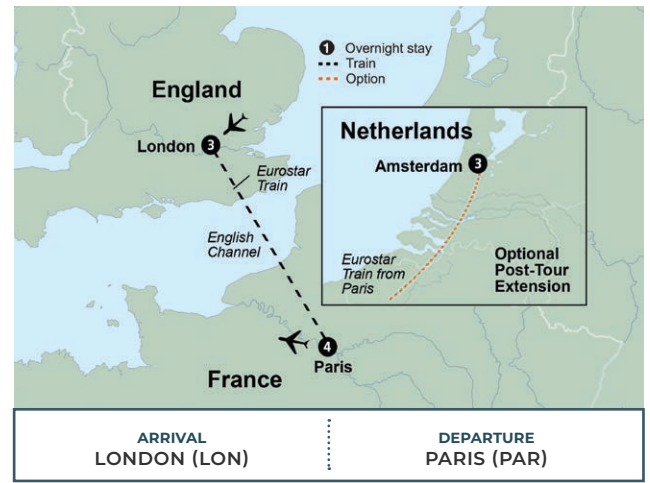 1 Overnight stay
Train
Option
England
London 3
Eurostar
Train
English
Channel
Netherlands
Amsterdam 3
Eurostar
Train from
Paris
Optional
Post-Tour
Extension
4
Paris
France
ARRIVAL
LONDON (LON)
DEPARTURE
PARIS (PAR)